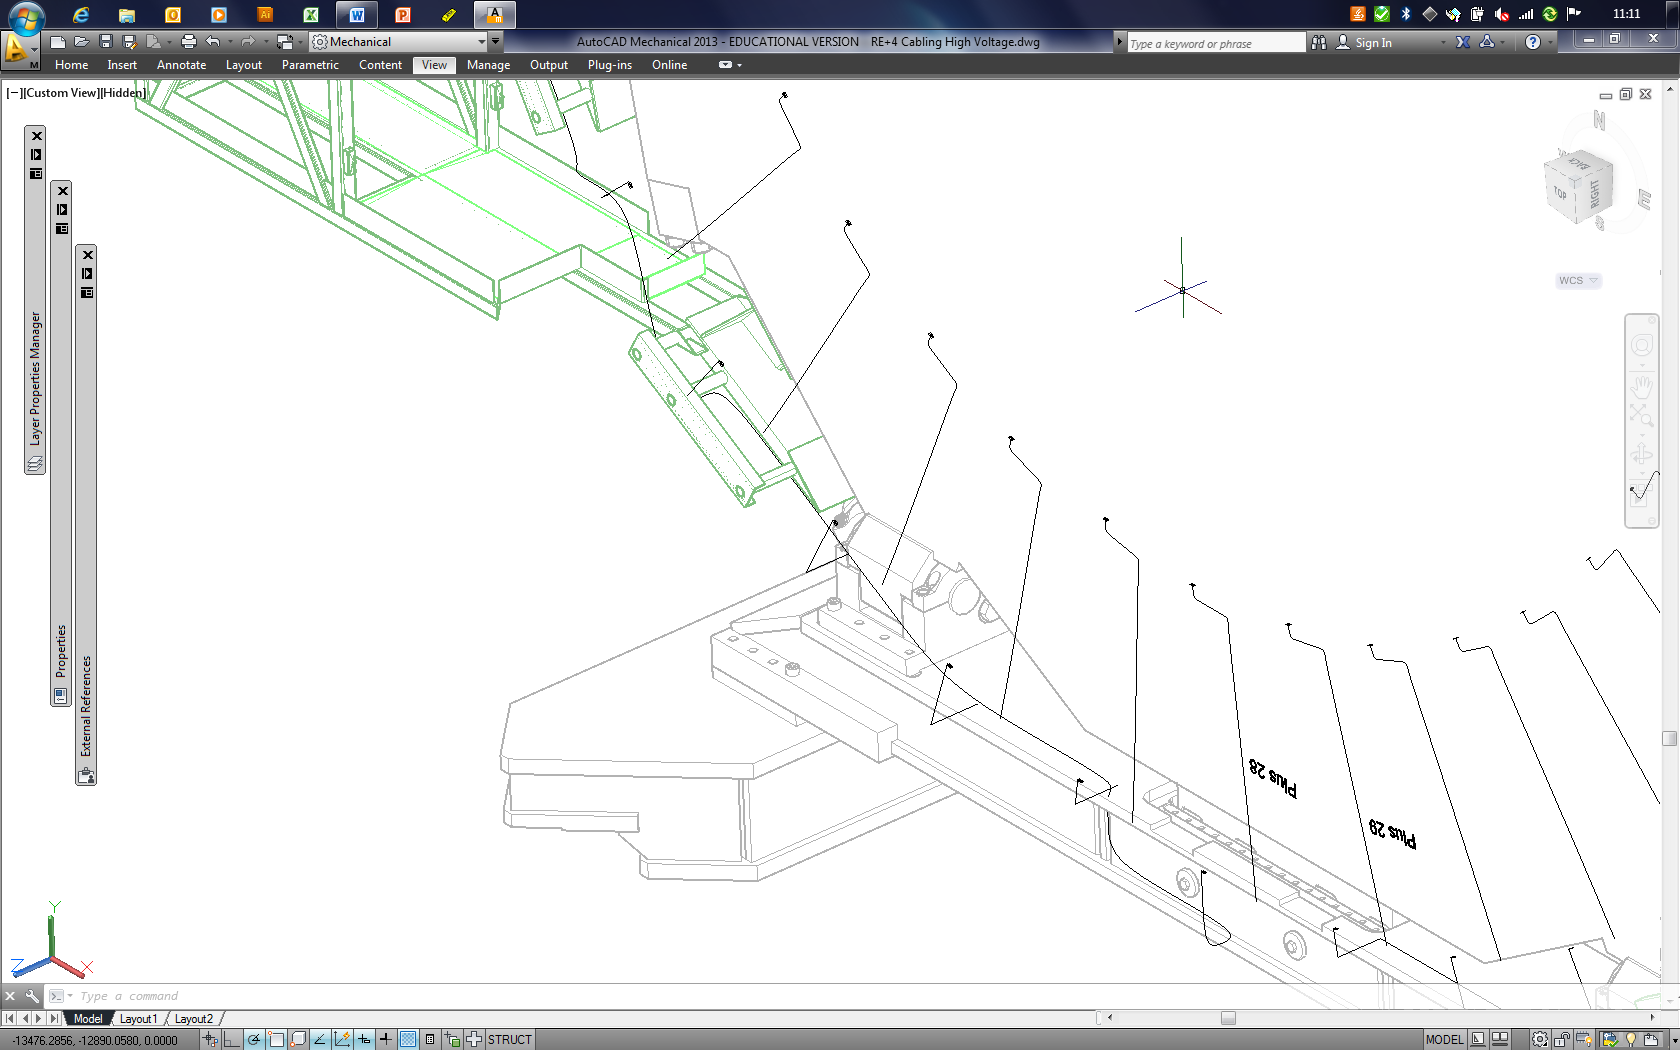 11:11
Mechanical
AutoCAD Mechanical 2013 - EDUCATIONAL VERSION RE+4 Cabling High Voltage.dwg
Type a keyword or phrase
Sign In
Home Insert Annotate Layout Parametric Content View Manage Output Plug-ins Online
[−][Custom View][Hidden]
N
BACK
TOP
RIGHT
E
WCS
Layer Properties Manager
Properties
External References
Plus 28
Plus 29
Y
Z
X
Type a command
Model Layout1 Layout2
-13476.2856, -12890.0580, 0.0000
STRUCT
MODEL